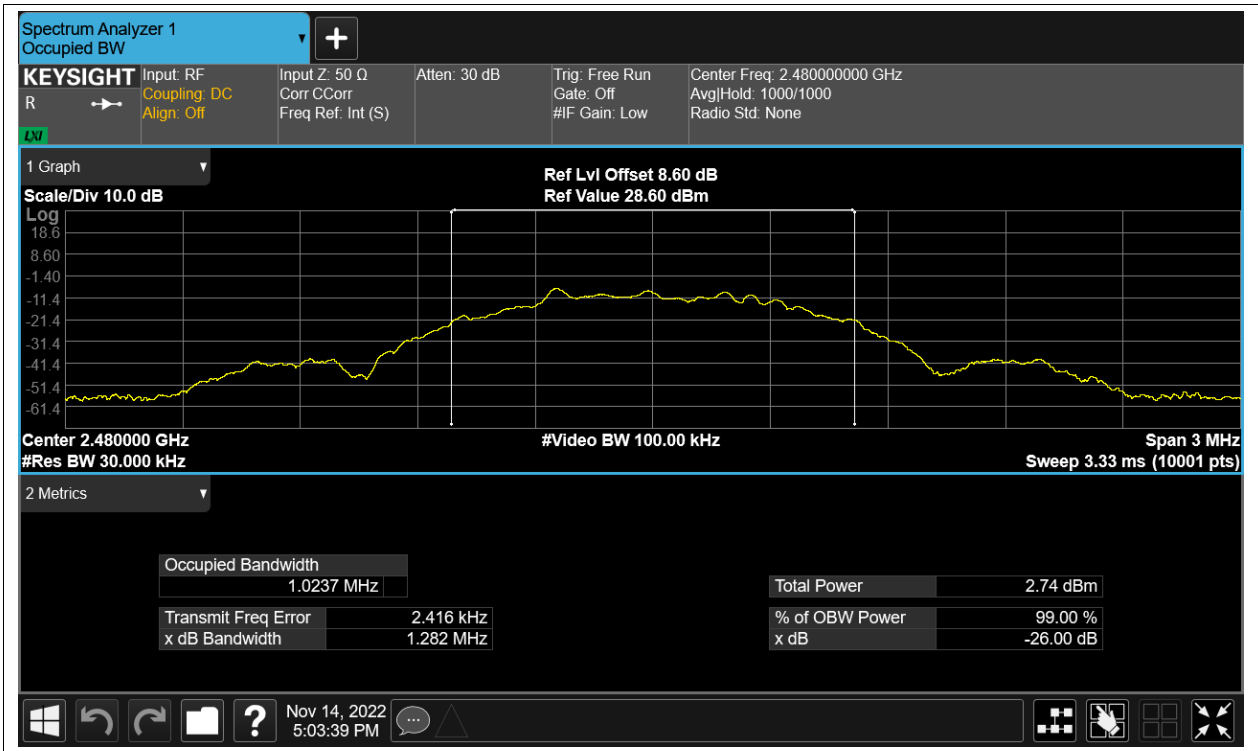 Spectrum Analyzer 1
Occupied BW
KEYSIGHT
R
LXI
Input: RF
Coupling: DC
Align: Off
Input Z: 50 Ω
Corr CCorr
Freq Ref: Int (S)
Atten: 30 dB
Trig: Free Run
Gate: Off
#IF Gain: Low
Center Freq: 2.480000000 GHz
Avg|Hold: 1000/1000
Radio Std: None
1 Graph
Scale/Div 10.0 dB
Ref Lvl Offset 8.60 dB
Ref Value 28.60 dBm
Log
18.6
8.60
-1.40
-11.4
-21.4
-31.4
-41.4
-51.4
-61.4
Center 2.480000 GHz
#Res BW 30.000 kHz
#Video BW 100.00 kHz
Span 3 MHz
Sweep 3.33 ms (10001 pts)
2 Metrics
Occupied Bandwidth
1.0237 MHz
Transmit Freq Error 2.416 kHz
x dB Bandwidth 1.282 MHz
Total Power 2.74 dBm
% of OBW Power 99.00 %
x dB -26.00 dB
?
Nov 14, 2022
5:03:39 PM